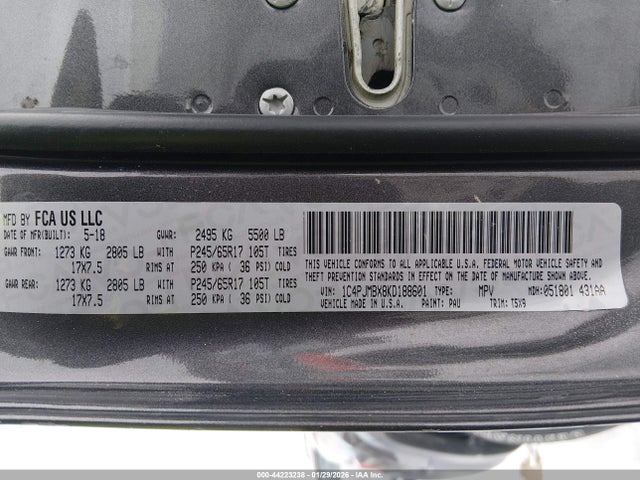 MFD BY FCA US LLC
DATE OF MFR(BUILT): 5-18 GVWR: 2495 KG 5500 LB
GAWR FRONT: 1273 KG 2805 LB WITH P245/65R17 105T TIRES
17X7.5 RIMS AT 250 KPA ( 36 PSI) COLD
GAWR REAR: 1273 KG 2805 LB WITH P245/65R17 105T TIRES
17X7.5 RIMS AT 250 KPA ( 36 PSI) COLD
THIS VEHICLE CONFORMS TO ALL APPLICABLE U.S.A. FEDERAL MOTOR VEHICLE SAFETY, BUMPER AND
THEFT PREVENTION STANDARDS IN EFFECT ON THE DATE OF MANUFACTURE SHOWN ABOVE.
VIN: 1C4PJMBX8KD188601 TYPE: MPV MDH: 051801 431AA
VEHICLE MADE IN U.S.A. PAINT: PAU TRIM: T5X9
000-44223238 - 01/29/2026 - IAA Inc.